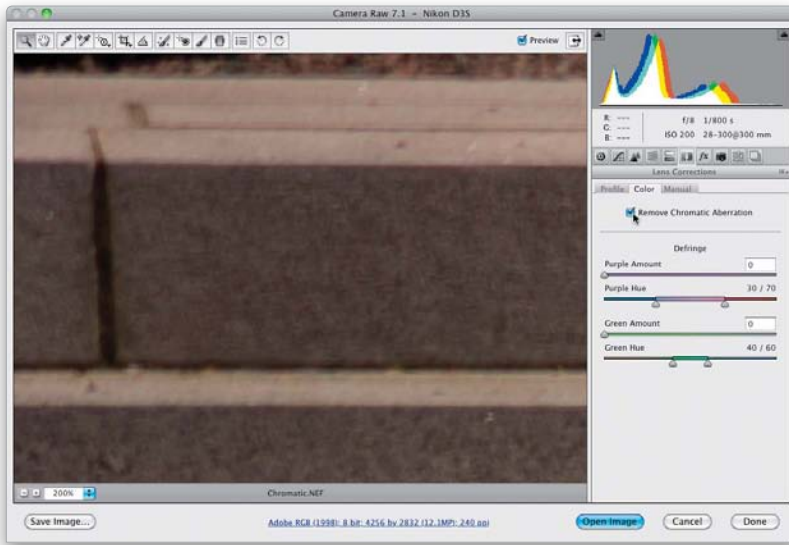 Camera Raw 7.1 – Nikon D3S
Preview
R: ---
G: ---
B: ---
f/8 1/800 s
ISO 200 28-300@300 mm
fx
Lens Corrections
Profile Color Manual
Remove Chromatic Aberration
Defringe
Purple Amount 0
Purple Hue 30 / 70
Green Amount 0
Green Hue 40 / 60
200% Chromatic.NEF
Save Image... Adobe RGB (1998); 8 bit; 4256 by 2832 (12.1MP); 240 ppi Open Image Cancel Done